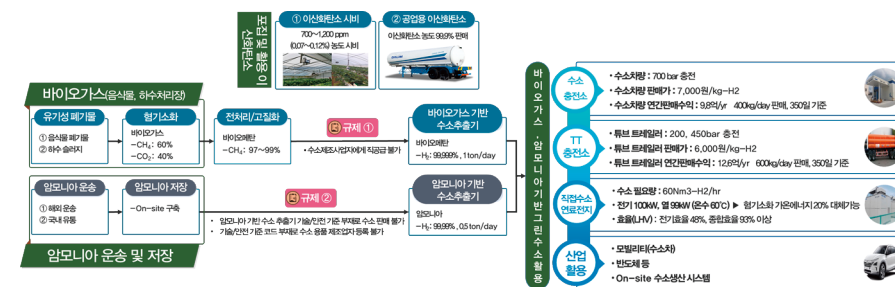 포집 및 활용 이산화탄소
① 이산화탄소 시비
700~1,200 ppm
(0.07~0.12%) 농도 시비
② 공업용 이산화탄소
이산화탄소 농도 99.9% 판매
바이오가스(음식물, 하수처리장)
유기성 폐기물
① 음식물 폐기물
② 하수 슬러지
혐기소화
바이오가스
-CH₄: 60%
-CO₂: 40%
전처리/고질화
바이오메탄
-CH₄: 97~99%
규제 ①
• 수소제조사업자에게 직공급 불가
바이오가스 기반
수소추출기
바이오메탄
-H₂: 99.99%, 1ton/day
암모니아 운송
① 해외 운송
② 국내 유통
암모니아 저장
-On-site 구축
규제 ②
• 암모니아 기반 수소 추출기 기술/안전 기준 부재로 수소 판매 불가
• 기술/안전 기준 코드 부재로 수소 용품 제조업자 등록 불가
암모니아 기반
수소추출기
암모니아
-H₂: 99.99%, 0.5ton/day
암모니아 운송 및 저장
바이오가스·암모니아기반그린수소활용
수소
충전소
• 수소차량 : 700 bar 충전
• 수소차량 판매가 : 7,000원/kg-H2
• 수소차량 연간판매수익 : 9.8억/yr 400kg/day 판매, 350일 기준
TT
충전소
• 튜브 트레일러 : 200, 450bar 충전
• 튜브 트레일러 판매가 : 6,000원/kg-H2
• 튜브 트레일러 연간판매수익 : 12.6억/yr 600kg/day 판매, 350일 기준
직접수소
연료전지
• 수소 필요량 : 60Nm3-H2/hr
• 전기 100kW, 열 99kW (온수 60℃) ▶ 혐기소화 가온에너지 20% 대체가능
• 효율(LHV) : 전기효율 48%, 종합효율 93% 이상
산업
활용
• 모빌리티(수소차)
• 반도체 등
• On-site 수소생산 시스템